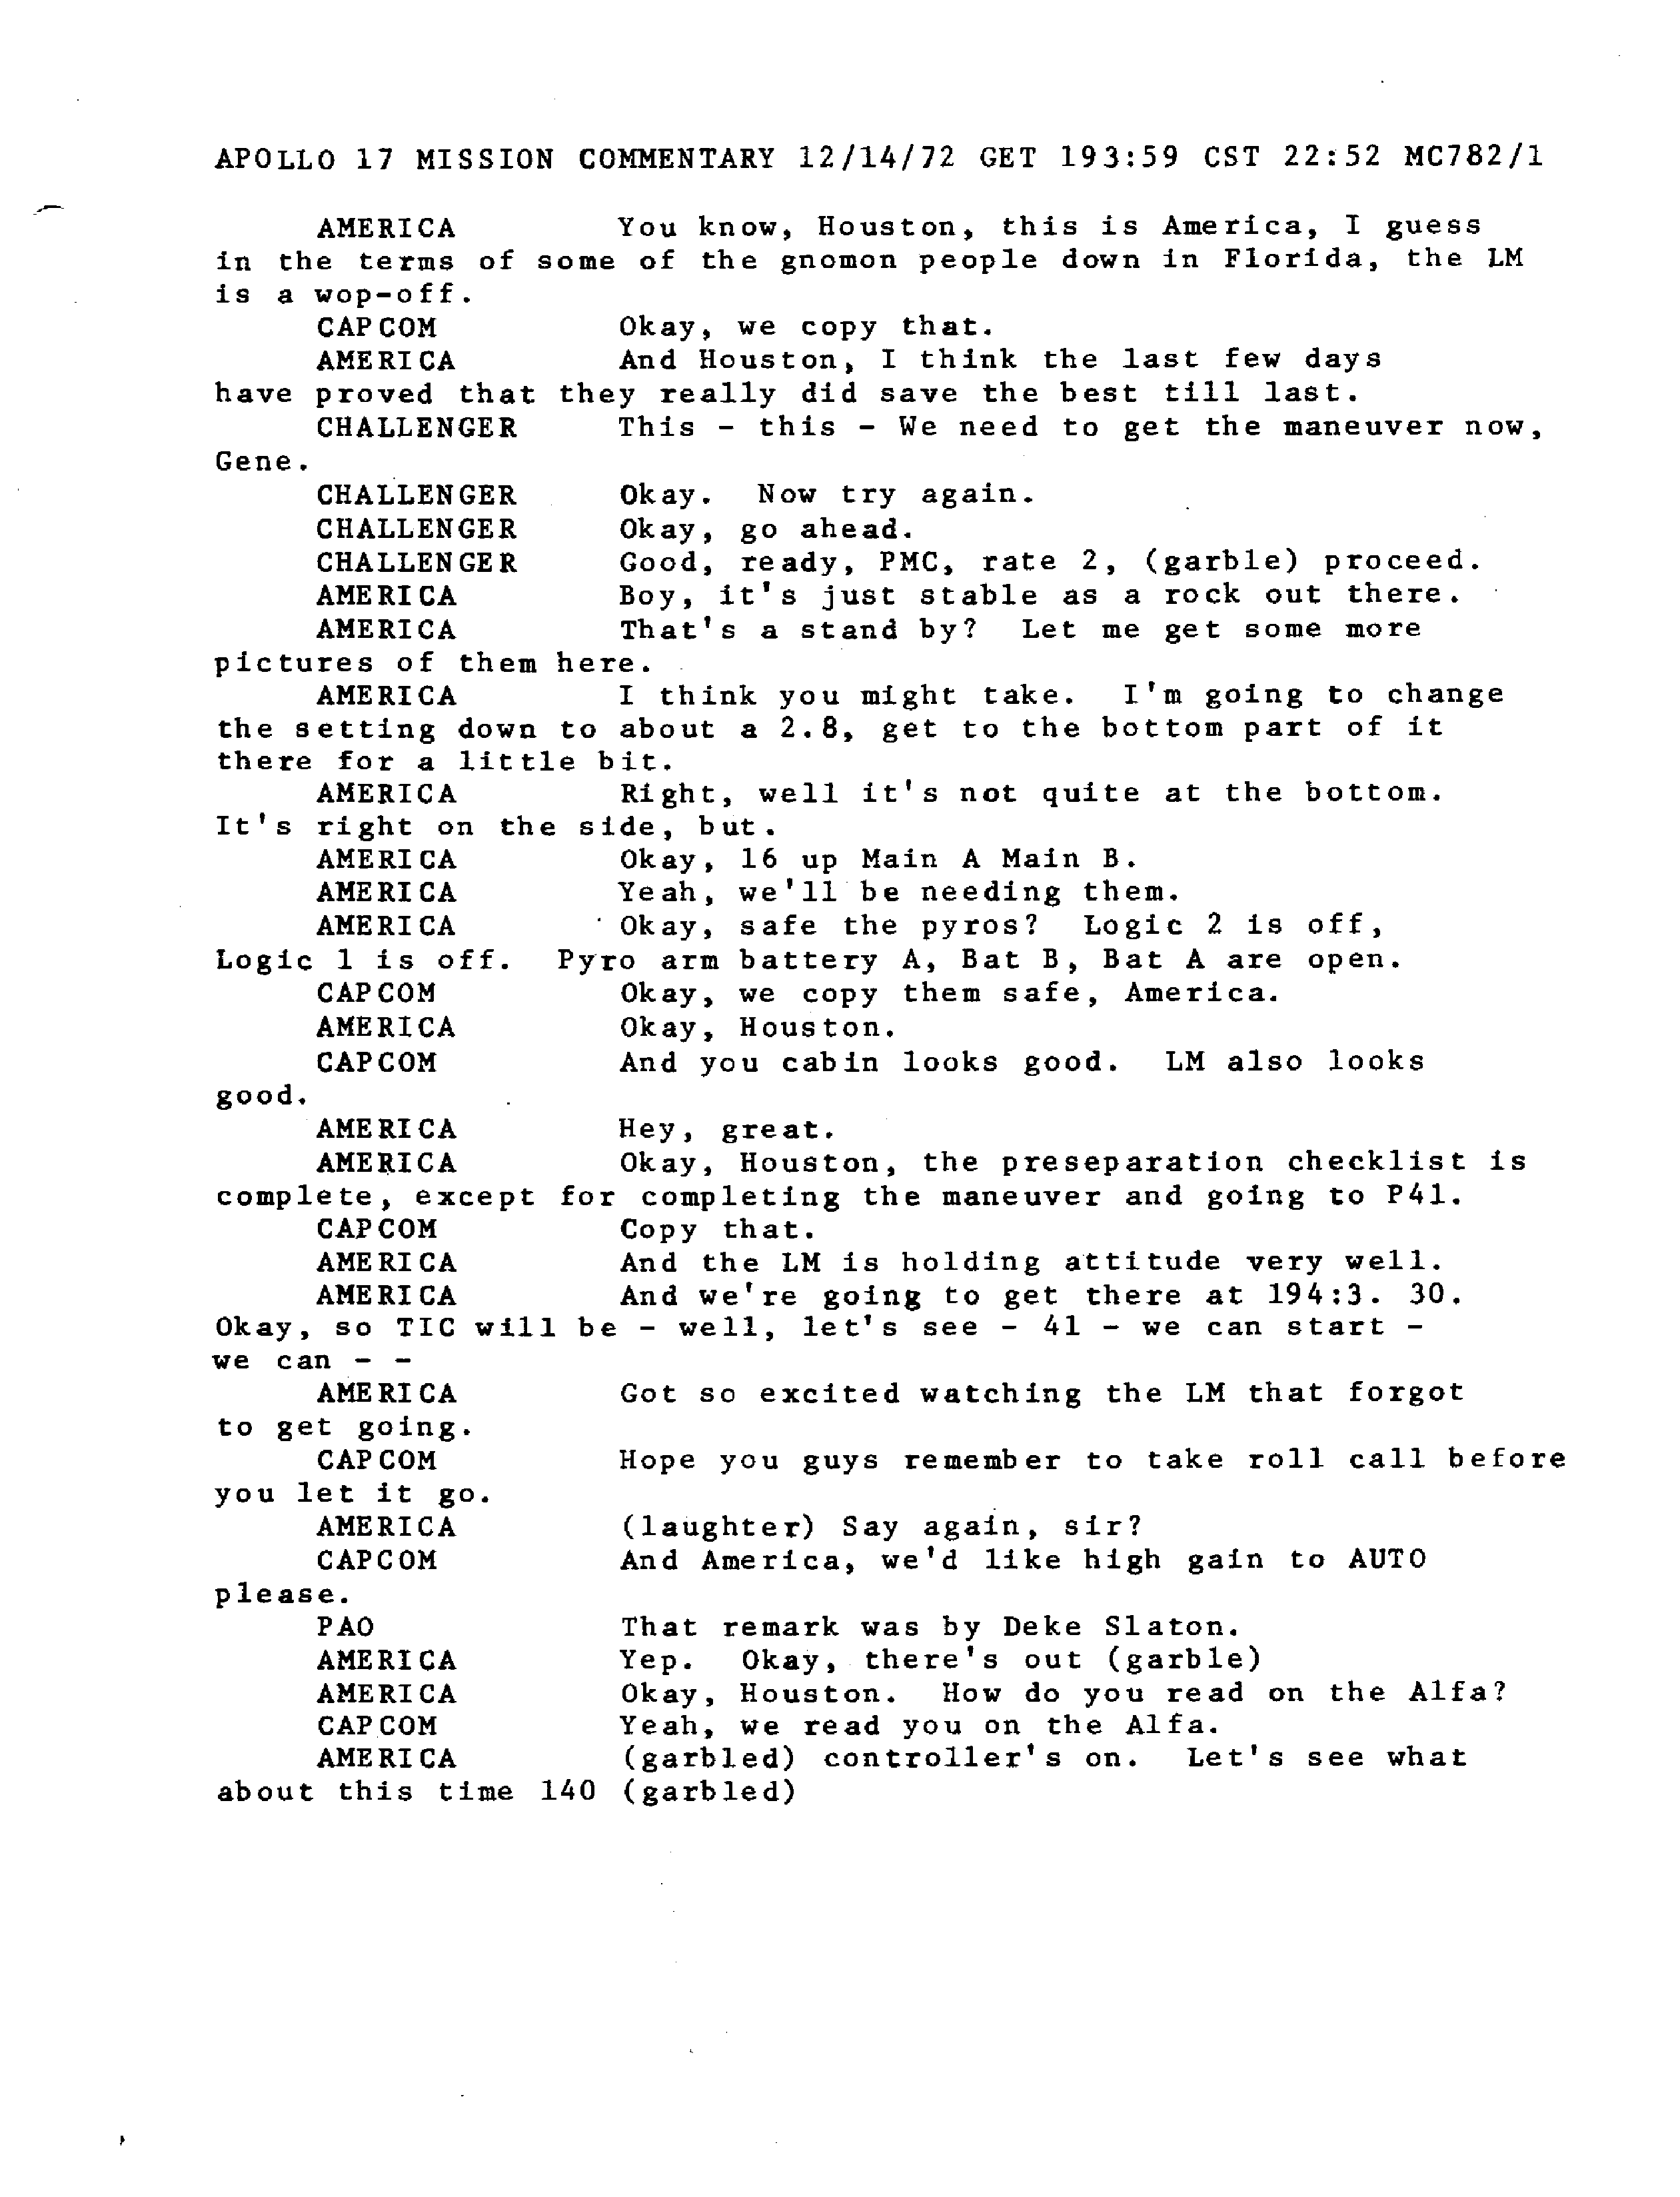 APOLLO 17 MISSION COMMENTARY 12/14/72 GET 193:59 CST 22:52 MC782/1
AMERICA You know, Houston, this is America, I guess
in the terms of some of the gnomon people down in Florida, the LM
is a wop-off.
CAPCOM Okay, we copy that.
AMERICA And Houston, I think the last few days
have proved that they really did save the best till last.
CHALLENGER This - this - We need to get the maneuver now,
Gene.
CHALLENGER Okay. Now try again.
CHALLENGER Okay, go ahead.
CHALLENGER Good, ready, PMC, rate 2, (garble) proceed.
AMERICA Boy, it's just stable as a rock out there.
AMERICA That's a stand by? Let me get some more
pictures of them here.
AMERICA I think you might take. I'm going to change
the setting down to about a 2.8, get to the bottom part of it
there for a little bit.
AMERICA Right, well it's not quite at the bottom.
It's right on the side, but.
AMERICA Okay, 16 up Main A Main B.
AMERICA Yeah, we'll be needing them.
AMERICA Okay, safe the pyros? Logic 2 is off,
Logic 1 is off. Pyro arm battery A, Bat B, Bat A are open.
CAPCOM Okay, we copy them safe, America.
AMERICA Okay, Houston.
CAPCOM And you cabin looks good. LM also looks
good.
AMERICA Hey, great.
AMERICA Okay, Houston, the preseparation checklist is
complete, except for completing the maneuver and going to P41.
CAPCOM Copy that.
AMERICA And the LM is holding attitude very well.
AMERICA And we're going to get there at 194:3. 30.
Okay, so TIC will be - well, let's see - 41 - we can start -
we can - -
AMERICA Got so excited watching the LM that forgot
to get going.
CAPCOM Hope you guys remember to take roll call before
you let it go.
AMERICA (laughter) Say again, sir?
CAPCOM And America, we'd like high gain to AUTO
please.
PAO That remark was by Deke Slaton.
AMERICA Yep. Okay, there's out (garble)
AMERICA Okay, Houston. How do you read on the Alfa?
CAPCOM Yeah, we read you on the Alfa.
AMERICA (garbled) controller's on. Let's see what
about this time 140 (garbled)